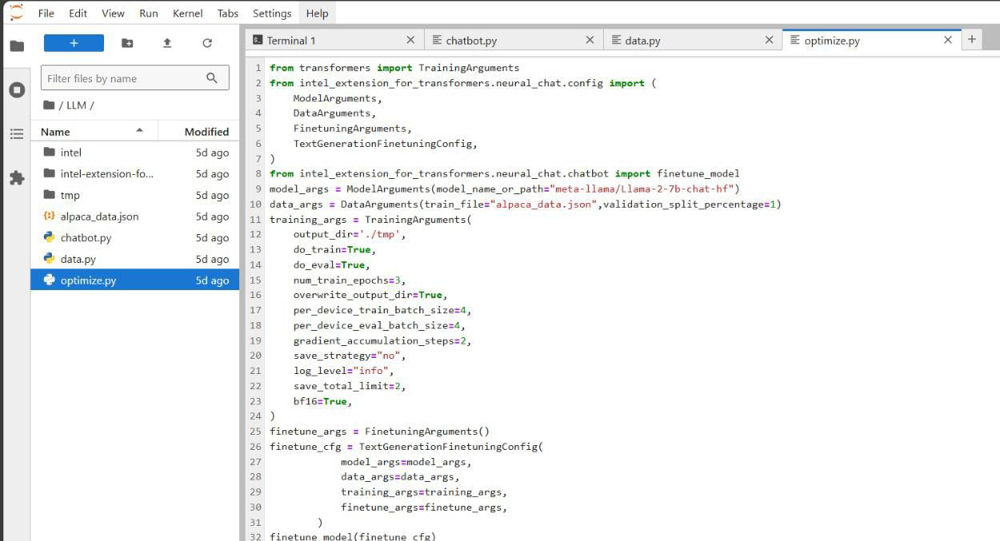 File Edit View Run Kernel Tabs Settings Help
+
Filter files by name
/ LLM /
Name Modified
intel 5d ago
intel-extension-fo... 5d ago
tmp 5d ago
alpaca_data.json 5d ago
chatbot.py 5d ago
data.py 5d ago
optimize.py 5d ago
Terminal 1 × chatbot.py × data.py × optimize.py × +
1 from transformers import TrainingArguments
2 from intel_extension_for_transformers.neural_chat.config import (
3     ModelArguments,
4     DataArguments,
5     FinetuningArguments,
6     TextGenerationFinetuningConfig,
7 )
8 from intel_extension_for_transformers.neural_chat.chatbot import finetune_model
9 model_args = ModelArguments(model_name_or_path="meta-llama/Llama-2-7b-chat-hf")
10 data_args = DataArguments(train_file="alpaca_data.json",validation_split_percentage=1)
11 training_args = TrainingArguments(
12     output_dir='./tmp',
13     do_train=True,
14     do_eval=True,
15     num_train_epochs=3,
16     overwrite_output_dir=True,
17     per_device_train_batch_size=4,
18     per_device_eval_batch_size=4,
19     gradient_accumulation_steps=2,
20     save_strategy="no",
21     log_level="info",
22     save_total_limit=2,
23     bf16=True,
24 )
25 finetune_args = FinetuningArguments()
26 finetune_cfg = TextGenerationFinetuningConfig(
27             model_args=model_args,
28             data_args=data_args,
29             training_args=training_args,
30             finetune_args=finetune_args,
31         )
32 finetune_model(finetune_cfg)